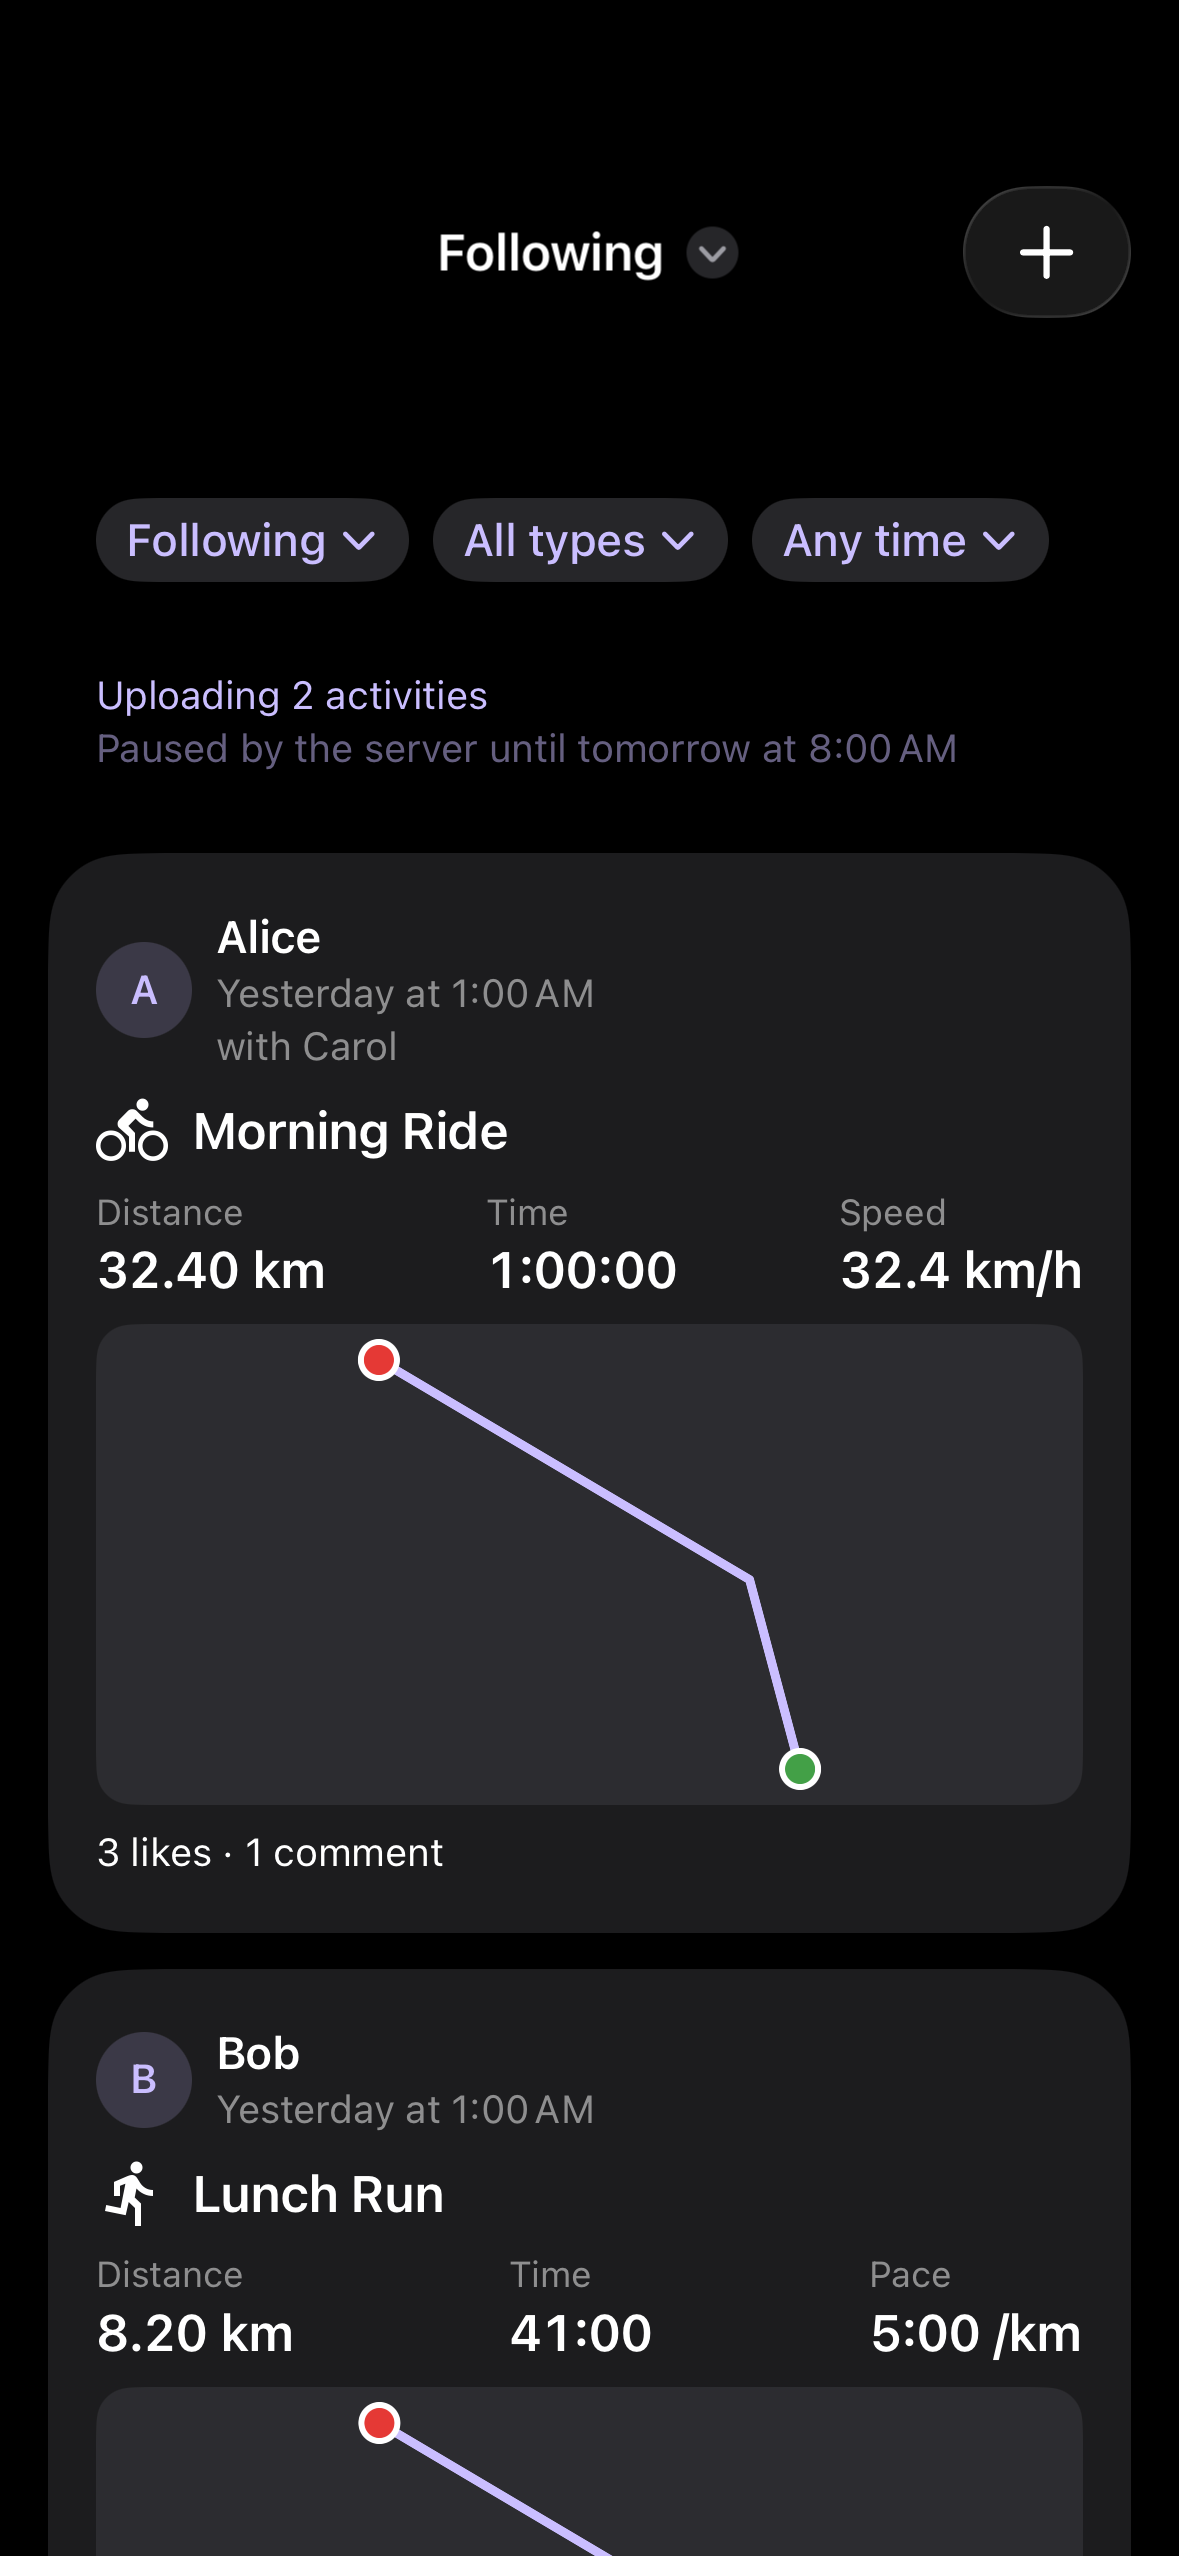 Following
Following
All types
Any time
Uploading 2 activities
Paused by the server until tomorrow at 8:00 AM
A
Alice
Yesterday at 1:00 AM
with Carol
Morning Ride
Distance Time Speed
32.40 km 1:00:00 32.4 km/h
3 likes · 1 comment
B
Bob
Yesterday at 1:00 AM
Lunch Run
Distance Time Pace
8.20 km 41:00 5:00 /km